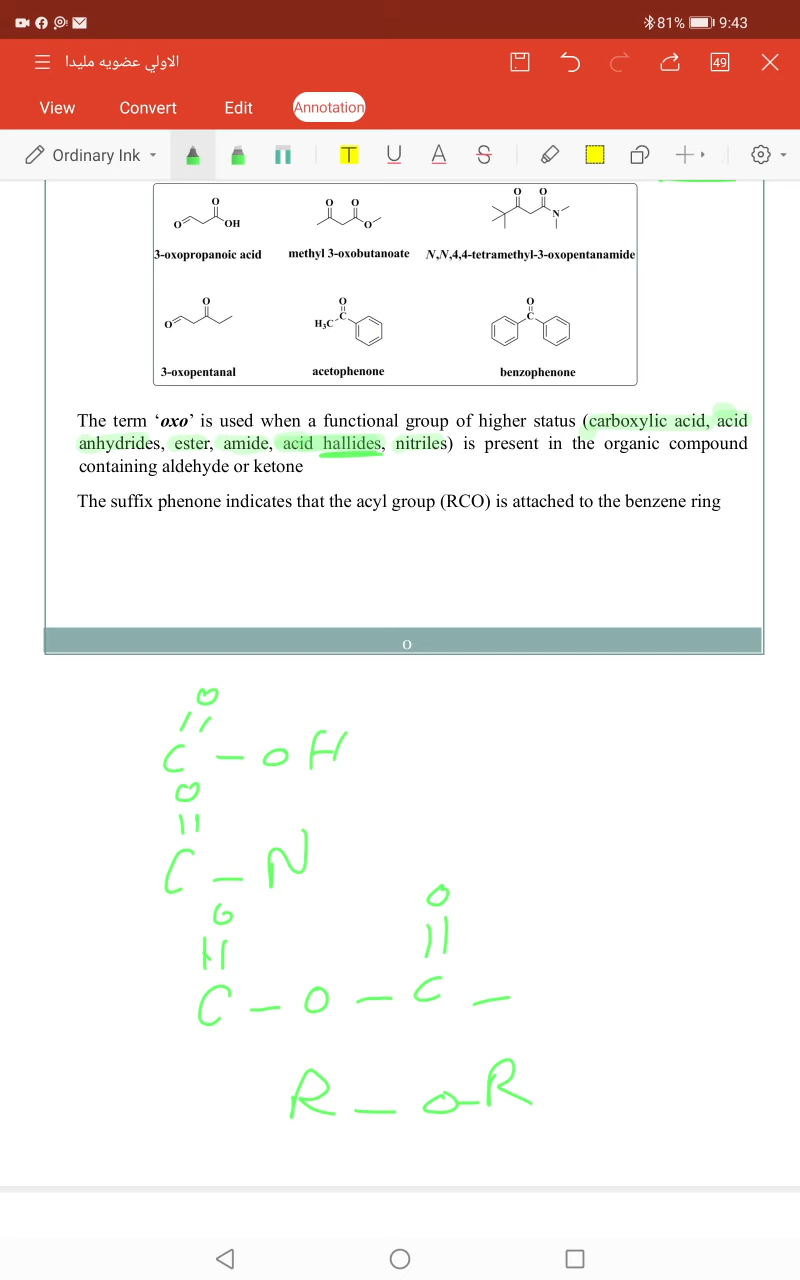 81% 9:43
الاولي عضويه مليدا
49
View Convert Edit Annotation
Ordinary Ink T U A S
O O O O O
O OH O N
3-oxopropanoic acid methyl 3-oxobutanoate N,N,4,4-tetramethyl-3-oxopentanamide
O O O
O H₃C C C
3-oxopentanal acetophenone benzophenone
The term ‘oxo’ is used when a functional group of higher status (carboxylic acid, acid
anhydrides, ester, amide, acid hallides, nitriles) is present in the organic compound
containing aldehyde or ketone
The suffix phenone indicates that the acyl group (RCO) is attached to the benzene ring
O
O
C - O H
O
C - N
O O
C - O - C -
R - O - R